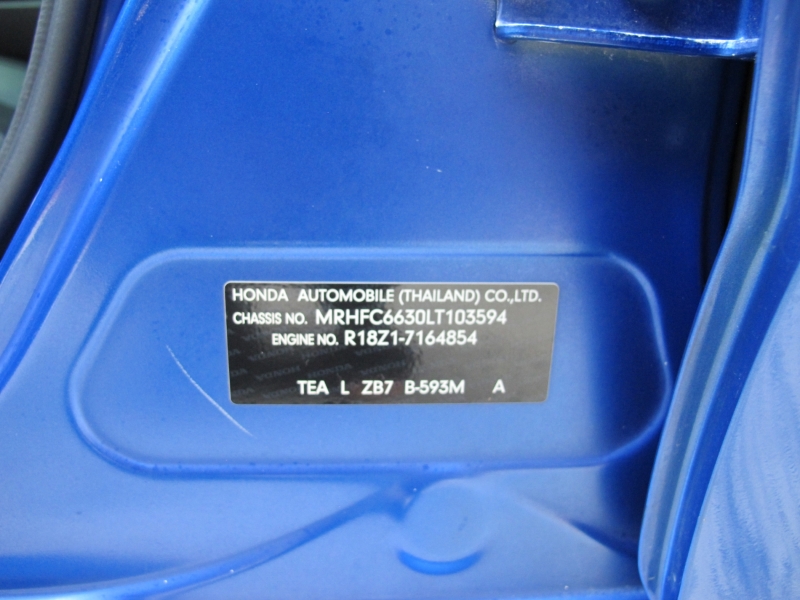 HONDA AUTOMOBILE (THAILAND) CO.,LTD.
CHASSIS NO. MRHFC6630LT103594
ENGINE NO. R18Z1-7164854
TEA L ZB7 B-593M A